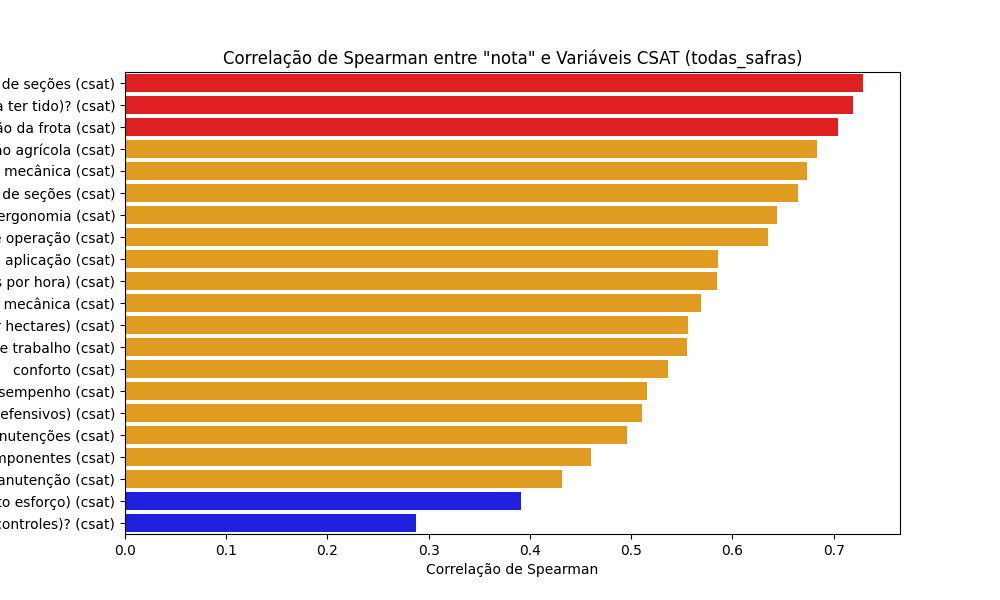 Correlação de Spearman entre "nota" e Variáveis CSAT (todas_safras)
de seções (csat)
a ter tido)? (csat)
ão da frota (csat)
ão agrícola (csat)
mecânica (csat)
de seções (csat)
ergonomia (csat)
e operação (csat)
aplicação (csat)
s por hora) (csat)
mecânica (csat)
r hectares) (csat)
e trabalho (csat)
conforto (csat)
sempenho (csat)
efensivos) (csat)
nutenções (csat)
mponentes (csat)
anutenção (csat)
to esforço) (csat)
controles)? (csat)
0.0 0.1 0.2 0.3 0.4 0.5 0.6 0.7
Correlação de Spearman